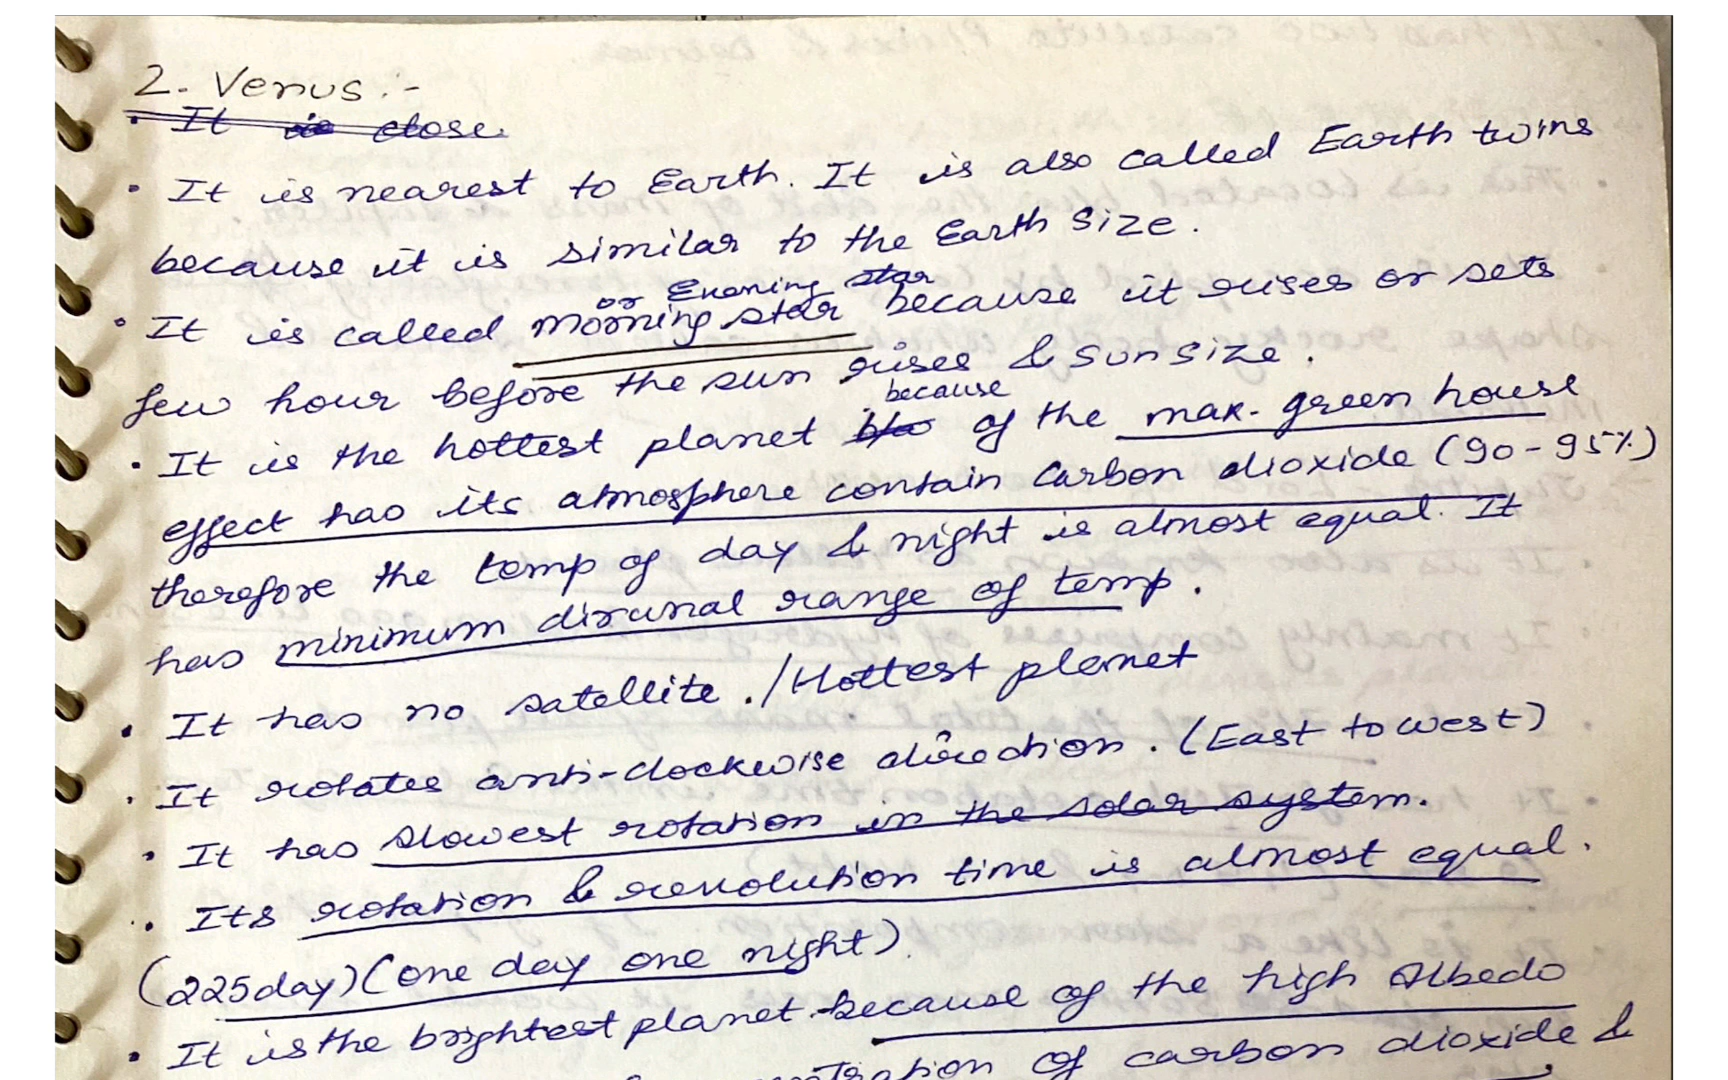 2. Venus :-
• It is close.
• It is nearest to Earth. It is also called Earth twins
because it is similar to the Earth Size.
or Evening star
• It is called morning star because it rises or sets
few hour before the sun rises & sun size.
because
• It is the hottest planet b/co of the max. green house
effect has its atmosphere contain Carbon dioxide (90-95%)
therefore the temp of day & night is almost equal. It
has minimum dirunal range of temp.
• It has no satellite. /Hottest planet
• It rotates anti-clockwise direction. (East to west)
• It has slowest rotation in the solar system.
• Its rotation & revolution time is almost equal.
(225day) (one day one night).
• It is the brightest planet - because of the high Albedo
of carbon dioxide &